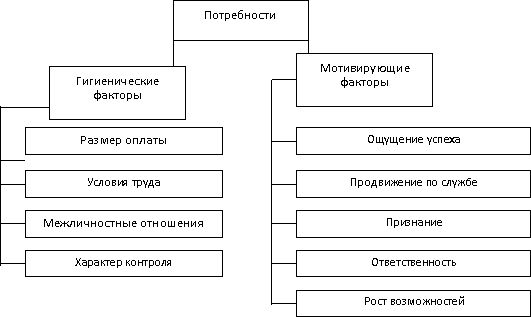 Потребности
Гигиенические
факторы
Размер оплаты
Условия труда
Межличностные отношения
Характер контроля
Мотивирующие
факторы
Ощущение успеха
Продвижение по службе
Признание
Ответственность
Рост возможностей